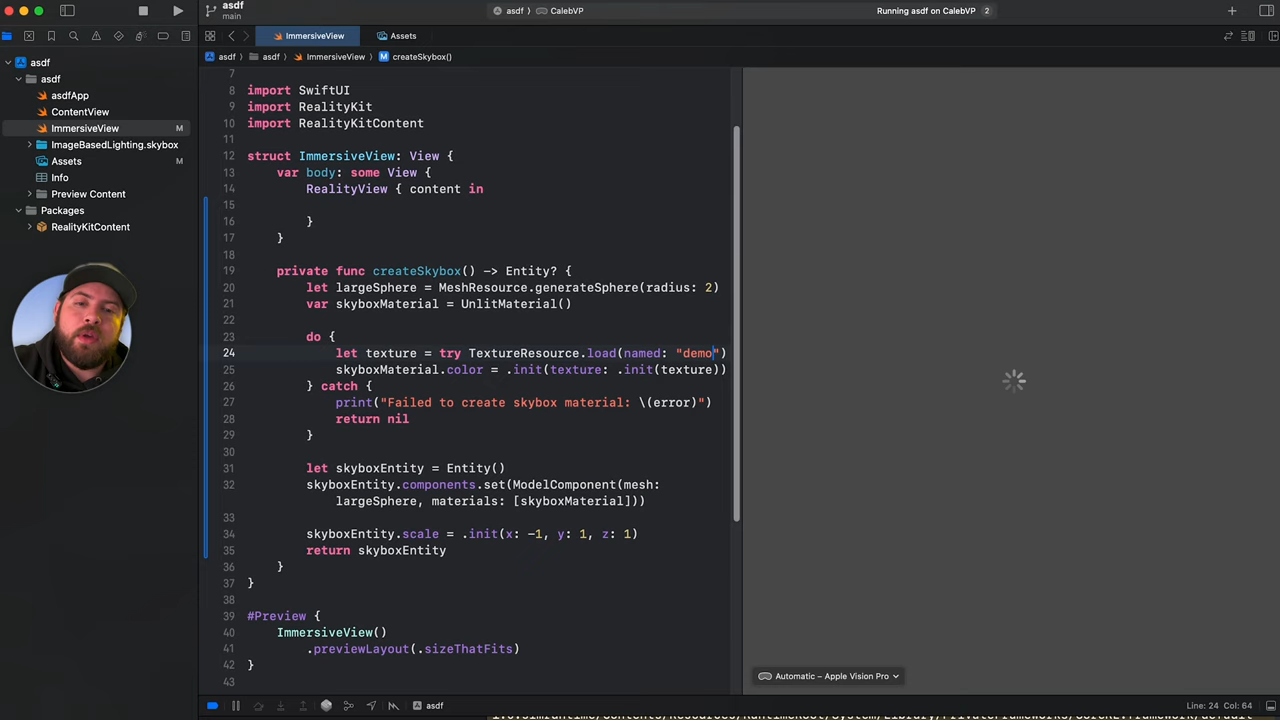 asdf
main
asdf
CalebVP
Running asdf on CalebVP
2
ImmersiveView
Assets
asdf
asdf
ImmersiveView
M
createSkybox()
asdf
asdf
asdfApp
ContentView
ImmersiveView
M
ImageBasedLighting.skybox
Assets
M
Info
Preview Content
Packages
RealityKitContent
7
8 import SwiftUI
9 import RealityKit
10 import RealityKitContent
11
12 struct ImmersiveView: View {
13 var body: some View {
14 RealityView { content in
15
16 }
17 }
18
19 private func createSkybox() -> Entity? {
20 let largeSphere = MeshResource.generateSphere(radius: 2)
21 var skyboxMaterial = UnlitMaterial()
22
23 do {
24 let texture = try TextureResource.load(named: "demo")
25 skyboxMaterial.color = .init(texture: .init(texture))
26 } catch {
27 print("Failed to create skybox material: \(error)")
28 return nil
29 }
30
31 let skyboxEntity = Entity()
32 skyboxEntity.components.set(ModelComponent(mesh:
largeSphere, materials: [skyboxMaterial]))
33
34 skyboxEntity.scale = .init(x: -1, y: 1, z: 1)
35 return skyboxEntity
36 }
37 }
38
39 #Preview {
40 ImmersiveView()
41 .previewLayout(.sizeThatFits)
42 }
43
Automatic – Apple Vision Pro
asdf
Line: 24 Col: 64